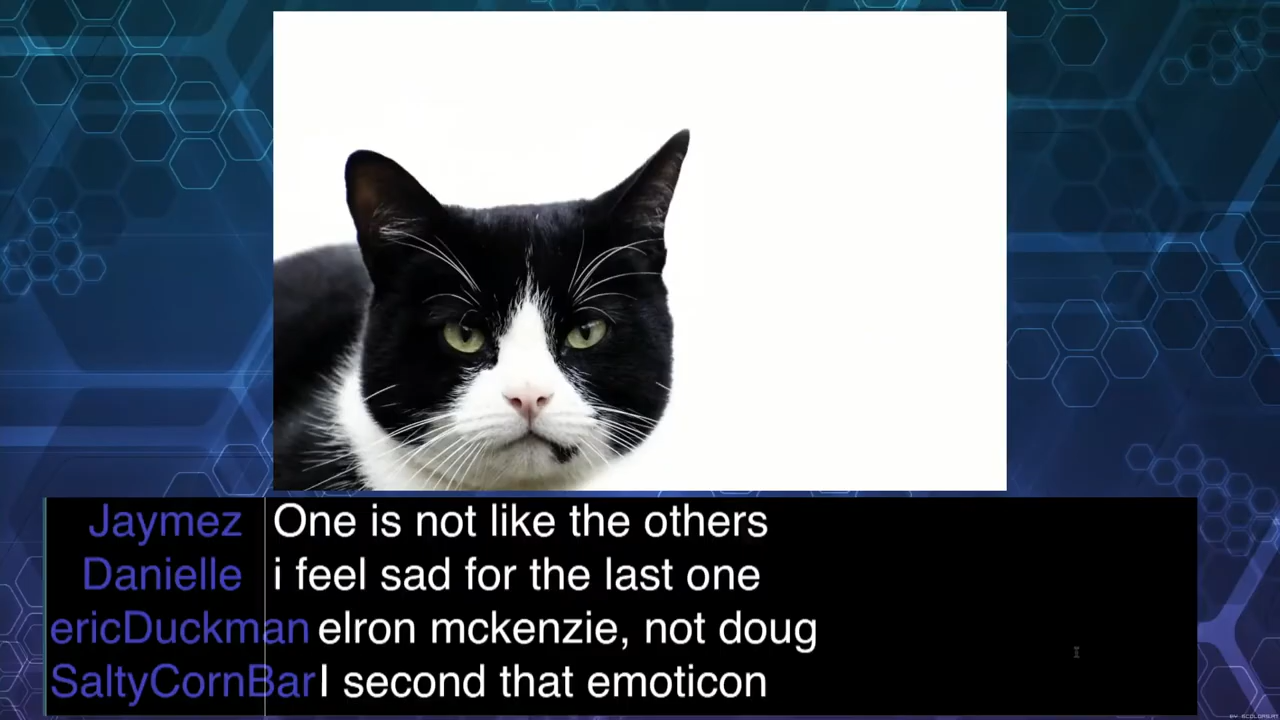 Jaymez One is not like the others
Danielle i feel sad for the last one
ericDuckman elron mckenzie, not doug
SaltyCornBar I second that emoticon